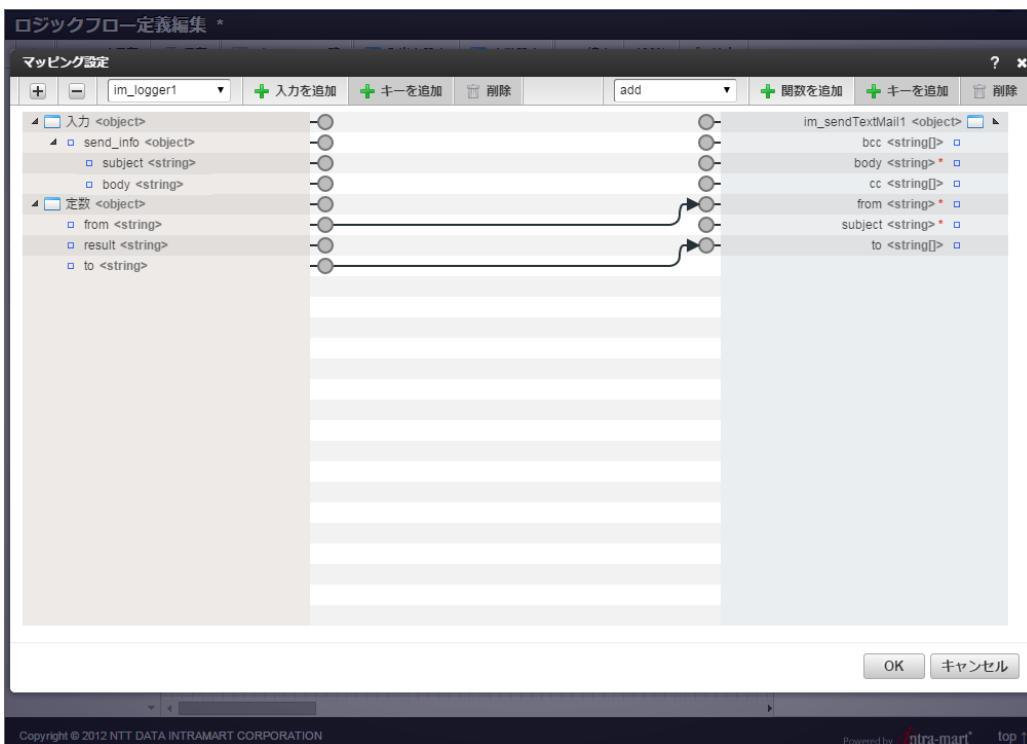 ロジックフロー定義編集 *
マッピング設定 ? ×
im_logger1 入力を追加 キーを追加 削除 add 関数を追加 キーを追加 削除
入力 <object> im_sendTextMail1 <object>
send_info <object> bcc <string[]>
subject <string> body <string> *
body <string> cc <string[]>
定数 <object> from <string> *
from <string> subject <string> *
result <string> to <string[]>
to <string>
OK キャンセル
Copyright © 2012 NTT DATA INTRAMART CORPORATION Powered by intra-mart top ↑